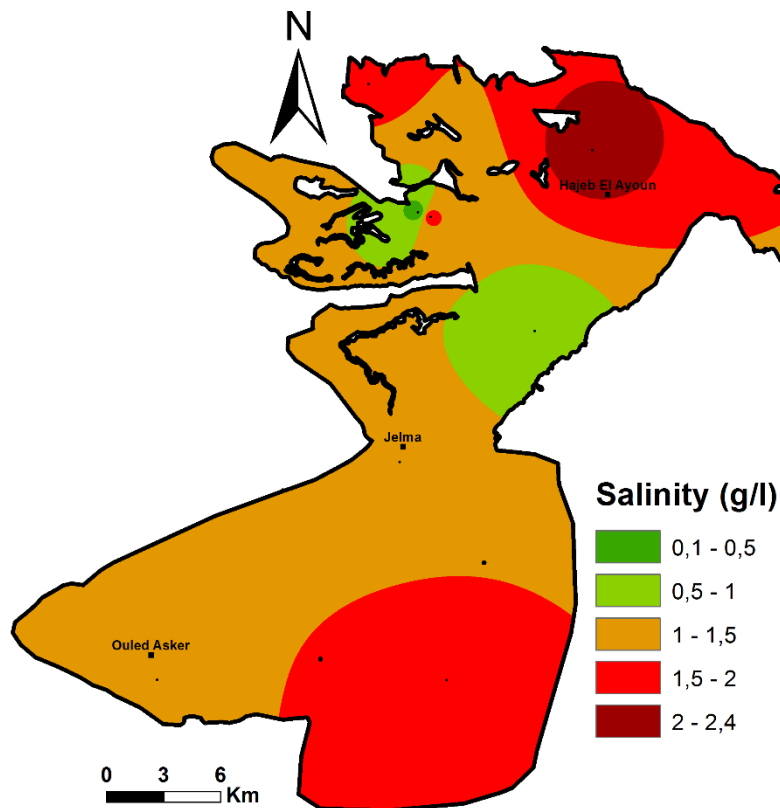 N
Hajeb El Ayoun
Jelma
Salinity (g/l)
0,1 - 0,5
0,5 - 1
1 - 1,5
1,5 - 2
2 - 2,4
Ouled Asker
0 3 6
Km